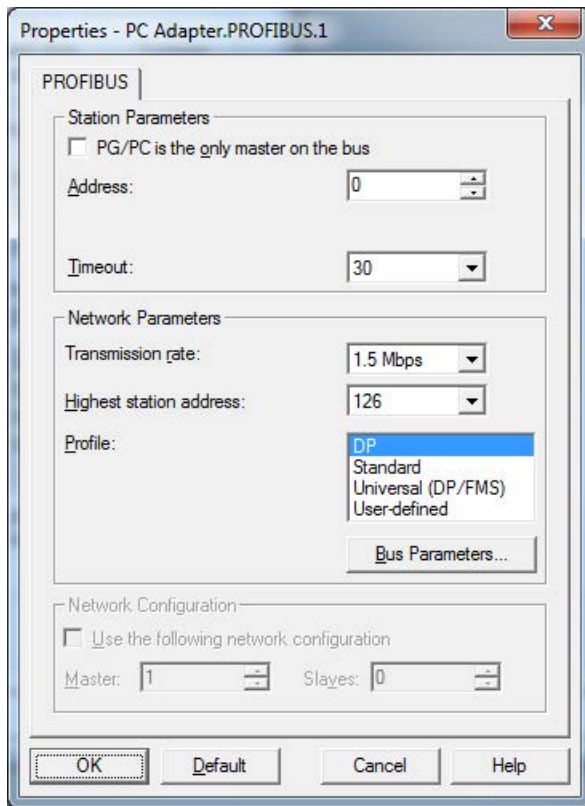 Properties - PC Adapter.PROFIBUS.1
PROFIBUS
Station Parameters
PG/PC is the only master on the bus
Address: 0
Timeout: 30
Network Parameters
Transmission rate: 1.5 Mbps
Highest station address: 126
Profile: DP
Standard
Universal (DP/FMS)
User-defined
Bus Parameters...
Network Configuration
Use the following network configuration
Master: 1 Slaves: 0
OK Default Cancel Help